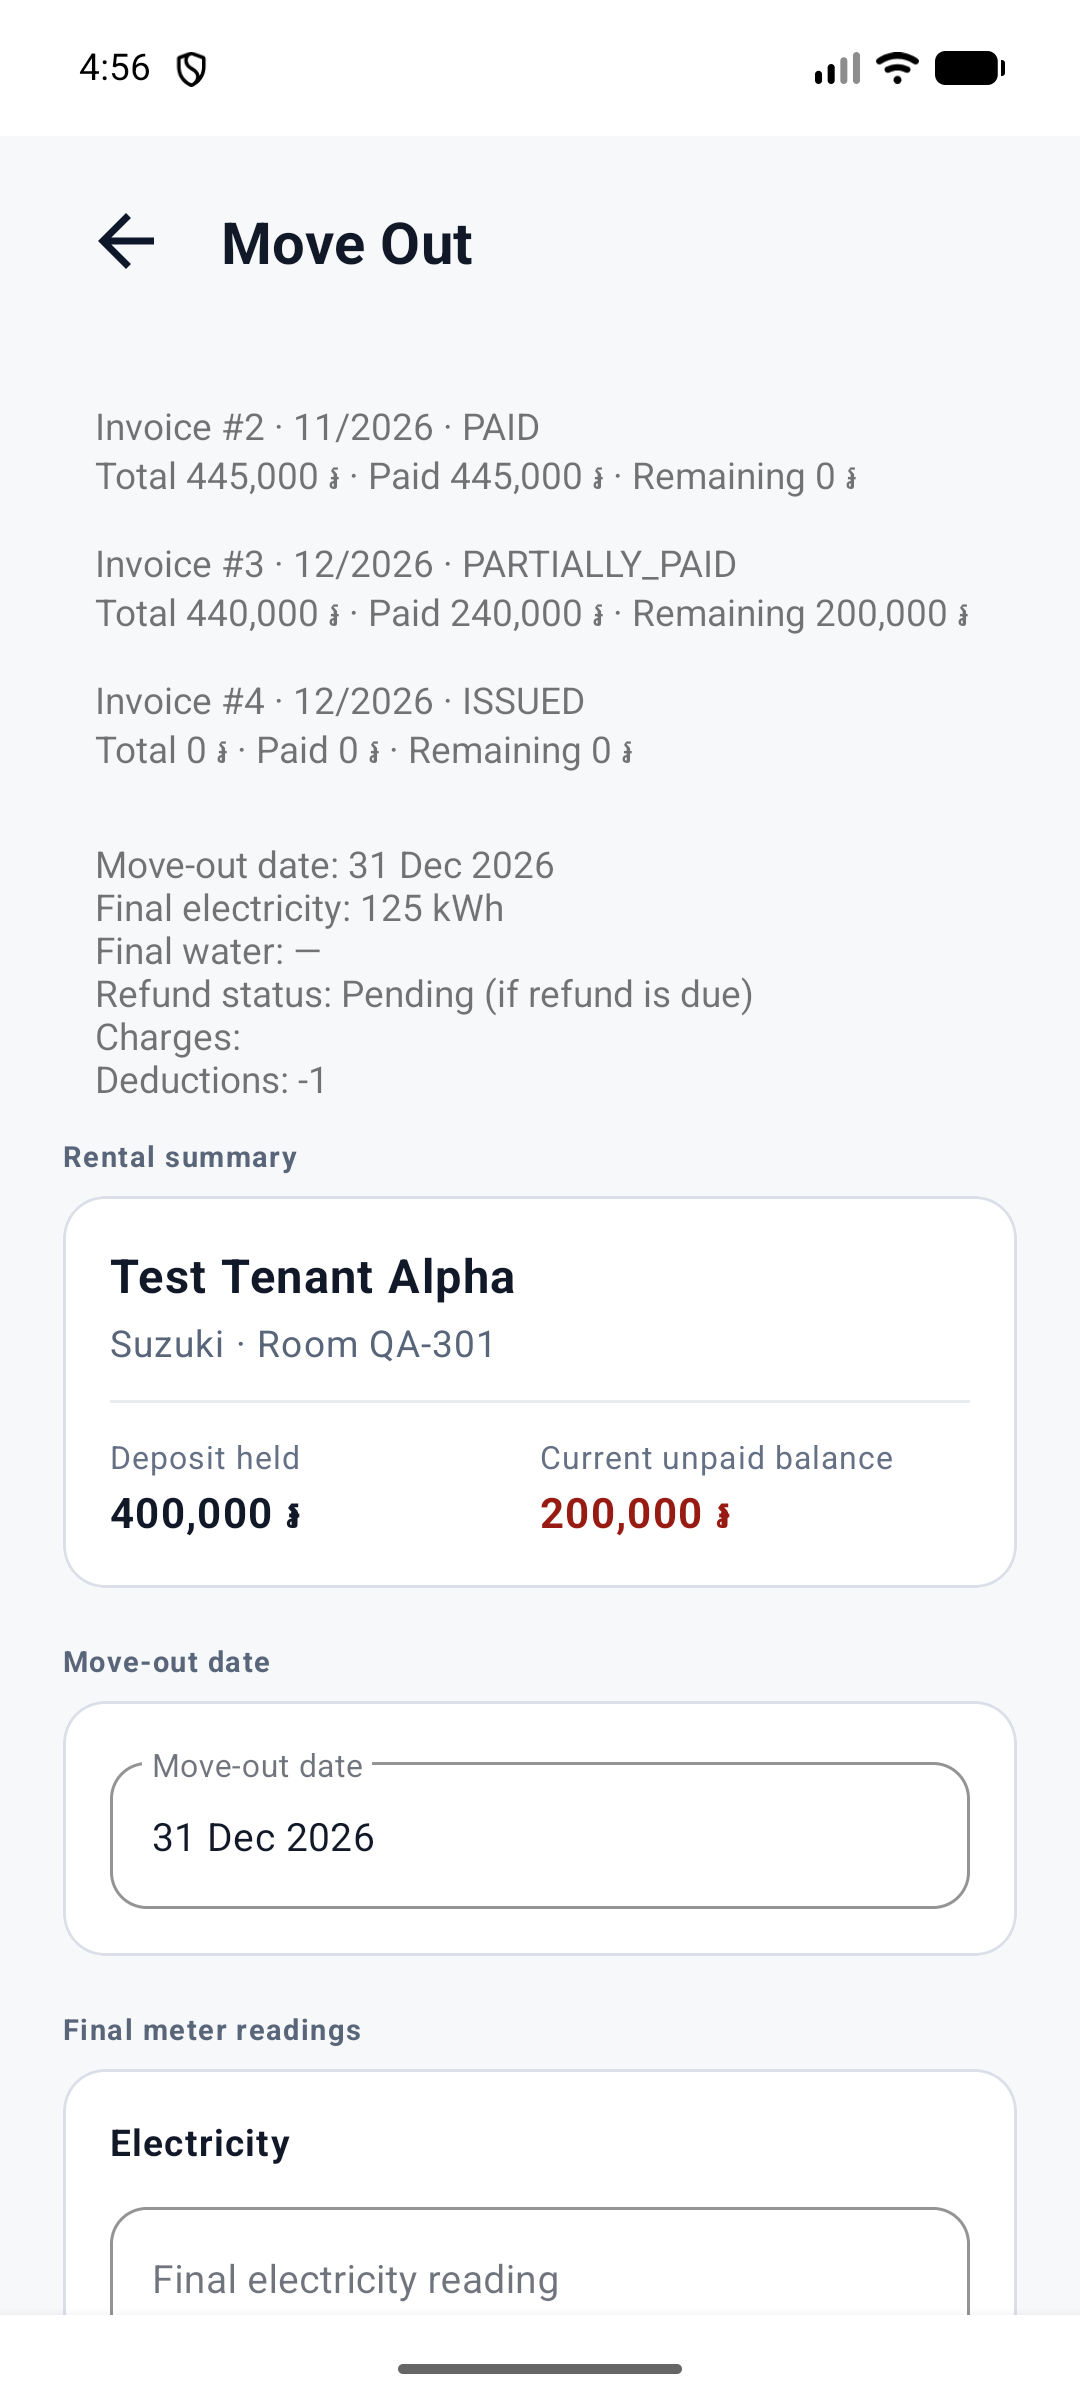 4:56
Move Out
Invoice #2 · 11/2026 · PAID
Total 445,000 ៛ · Paid 445,000 ៛ · Remaining 0 ៛
Invoice #3 · 12/2026 · PARTIALLY_PAID
Total 440,000 ៛ · Paid 240,000 ៛ · Remaining 200,000 ៛
Invoice #4 · 12/2026 · ISSUED
Total 0 ៛ · Paid 0 ៛ · Remaining 0 ៛
Move-out date: 31 Dec 2026
Final electricity: 125 kWh
Final water: —
Refund status: Pending (if refund is due)
Charges:
Deductions: -1
Rental summary
Test Tenant Alpha
Suzuki · Room QA-301
Deposit held
400,000 ៛
Current unpaid balance
200,000 ៛
Move-out date
Move-out date
31 Dec 2026
Final meter readings
Electricity
Final electricity reading